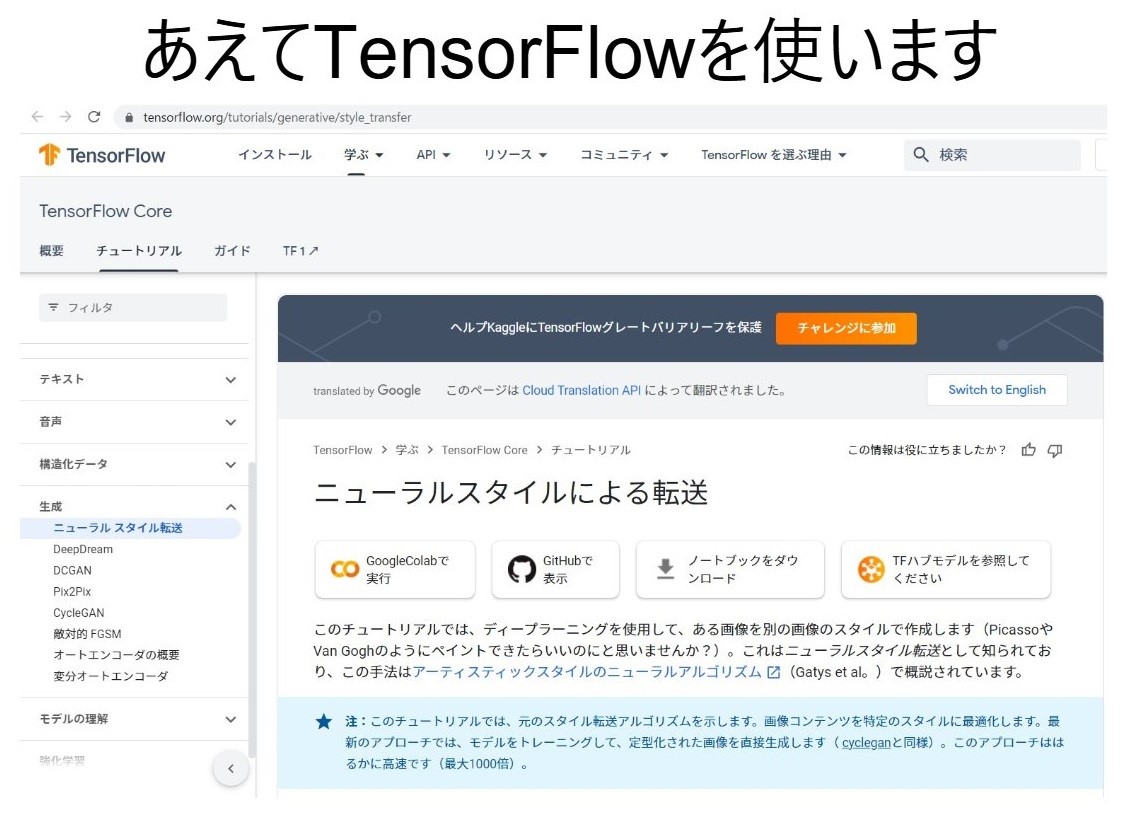 あえてTensorFlowを使います
tensorflow.org/tutorials/generative/style_transfer
TensorFlow インストール 学ぶ API リソース コミュニティ TensorFlow を選ぶ理由 検索
TensorFlow Core
概要 チュートリアル ガイド TF 1
フィルタ
テキスト
音声
構造化データ
生成
ニューラル スタイル転送
DeepDream
DCGAN
Pix2Pix
CycleGAN
敵対的 FGSM
オートエンコーダの概要
変分オートエンコーダ
モデルの理解
強化学習
ヘルプKaggleにTensorFlowグレートバリアリーフを保護 チャレンジに参加
translated by Google このページは Cloud Translation API によって翻訳されました。 Switch to English
TensorFlow > 学ぶ > TensorFlow Core > チュートリアル この情報は役に立ちましたか？
ニューラルスタイルによる転送
GoogleColabで
実行
GitHubで
表示
ノートブックをダウ
ンロード
TFハブモデルを参照して
ください
このチュートリアルでは、ディープラーニングを使用して、ある画像を別の画像のスタイルで作成します（Picassoや
Van Goghのようにペイントできたらいいのにと思いませんか？）。これはニューラルスタイル転送として知られてお
り、この手法はアーティスティックスタイルのニューラルアルゴリズム（Gatys et al。）で概説されています。
注：このチュートリアルでは、元のスタイル転送アルゴリズムを示します。画像コンテンツを特定のスタイルに最適化します。最
新のアプローチでは、モデルをトレーニングして、定型化された画像を直接生成します（ cycleganと同様）。このアプローチはは
るかに高速です（最大1000倍）。